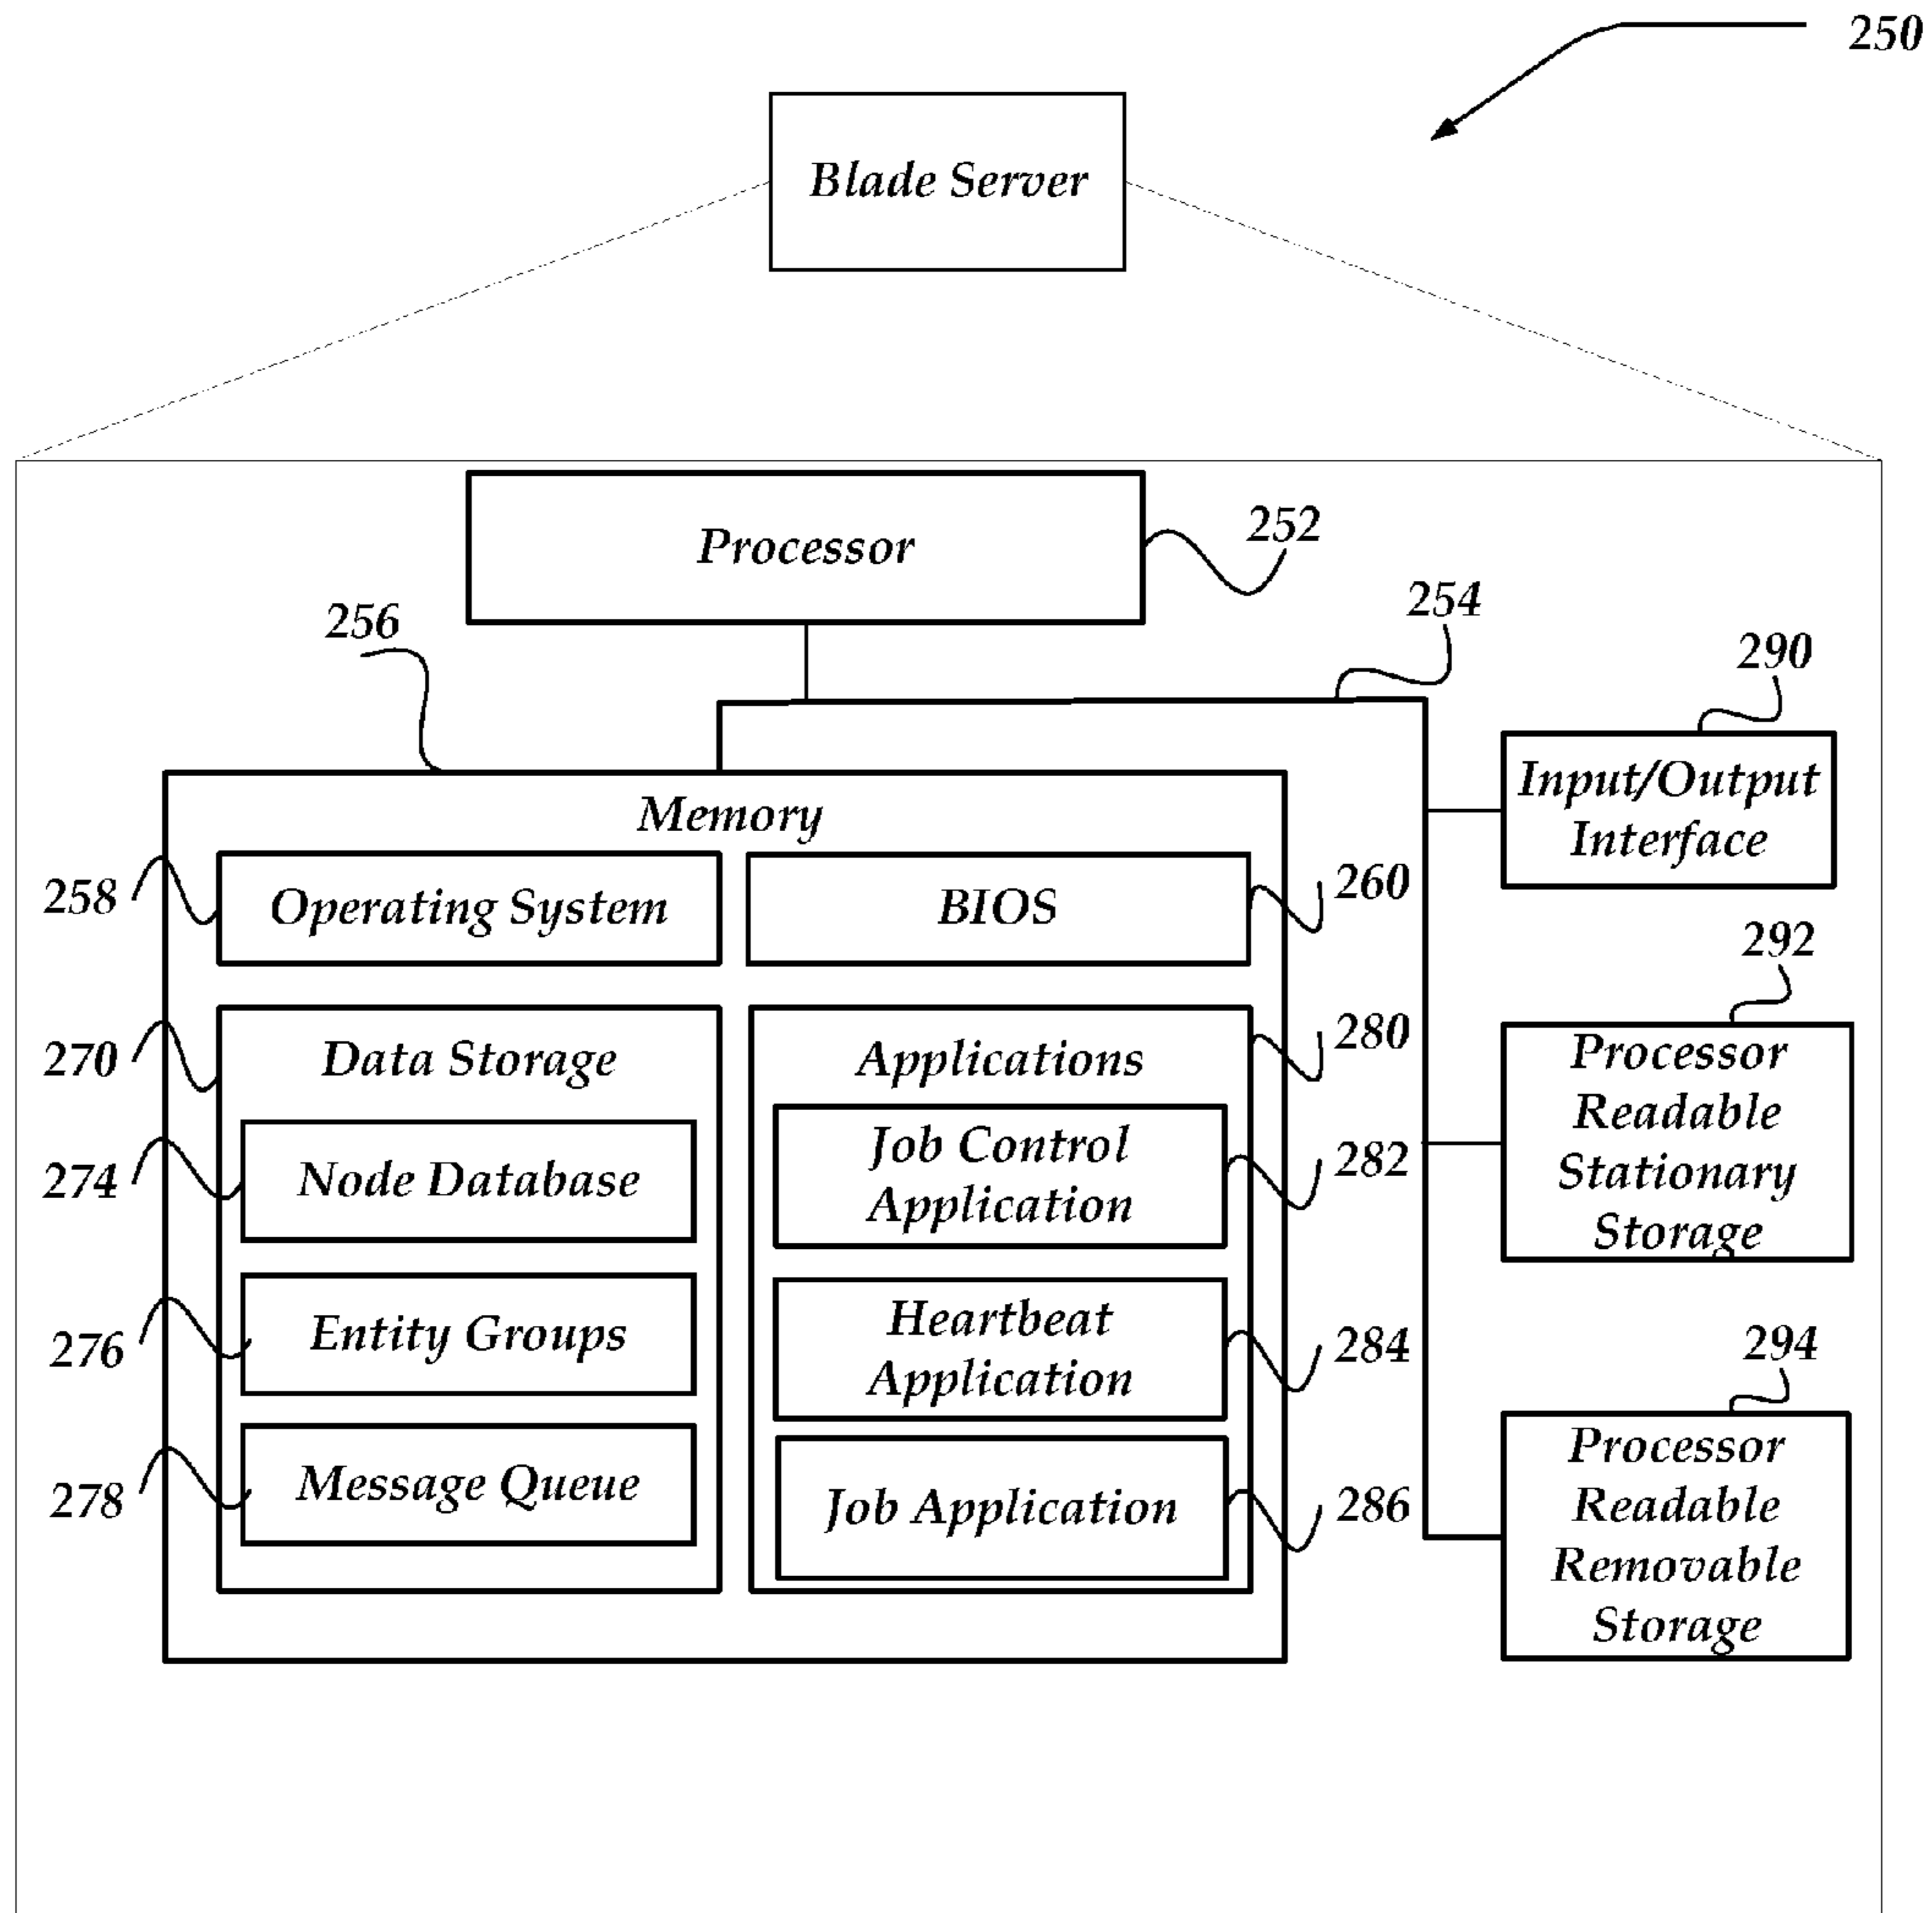 250
Blade Server
Processor
252
254
256
290
Input/Output
Interface
Memory
258
Operating System
BIOS
260
292
Processor
Readable
Stationary
Storage
270
Data Storage
Applications
280
274
Node Database
Job Control
Application
282
276
Entity Groups
Heartbeat
Application
284
294
Processor
Readable
Removable
Storage
278
Message Queue
Job Application
286